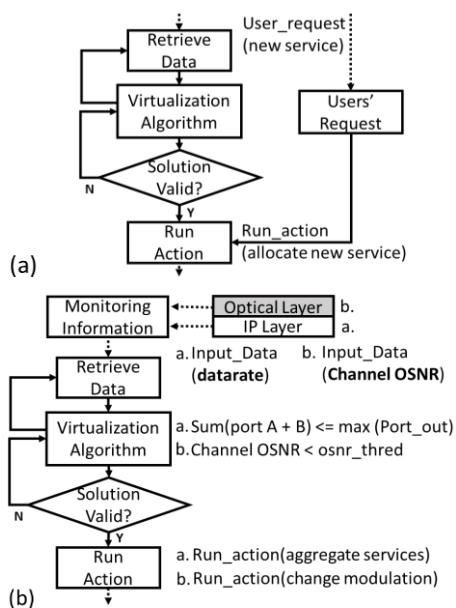 User_request
(new service)
Retrieve
Data
Users'
Request
Virtualization
Algorithm
Solution
Valid?
N
Y
Run
Action
Run_action
(allocate new service)
(a)
Monitoring
Information
Optical Layer
b.
IP Layer
a.
a. Input_Data
(datarate)
b. Input_Data
(Channel OSNR)
Retrieve
Data
Virtualization
Algorithm
a. Sum(port A + B) <= max (Port_out)
b. Channel OSNR < osnr_thred
Solution
Valid?
N
Y
Run
Action
a. Run_action(aggregate services)
b. Run_action(change modulation)
(b)